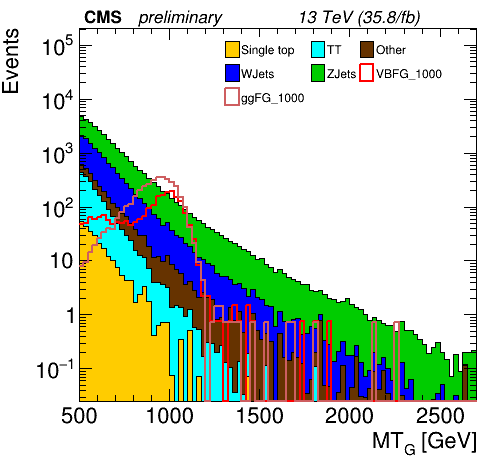 CMS preliminary 13 TeV (35.8/fb)
Events
Single top TT Other
WJets ZJets VBFG_1000
ggFG_1000
10^5
10^4
10^3
10^2
10
1
10^−1
500 1000 1500 2000 2500
MT_G [GeV]